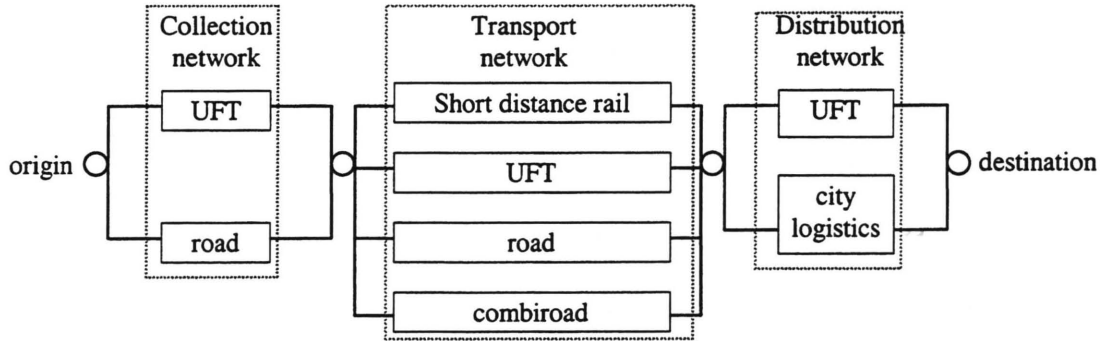 Collection
network
UFT
road
origin
Transport
network
Short distance rail
UFT
road
combiroad
Distribution
network
UFT
city
logistics
destination